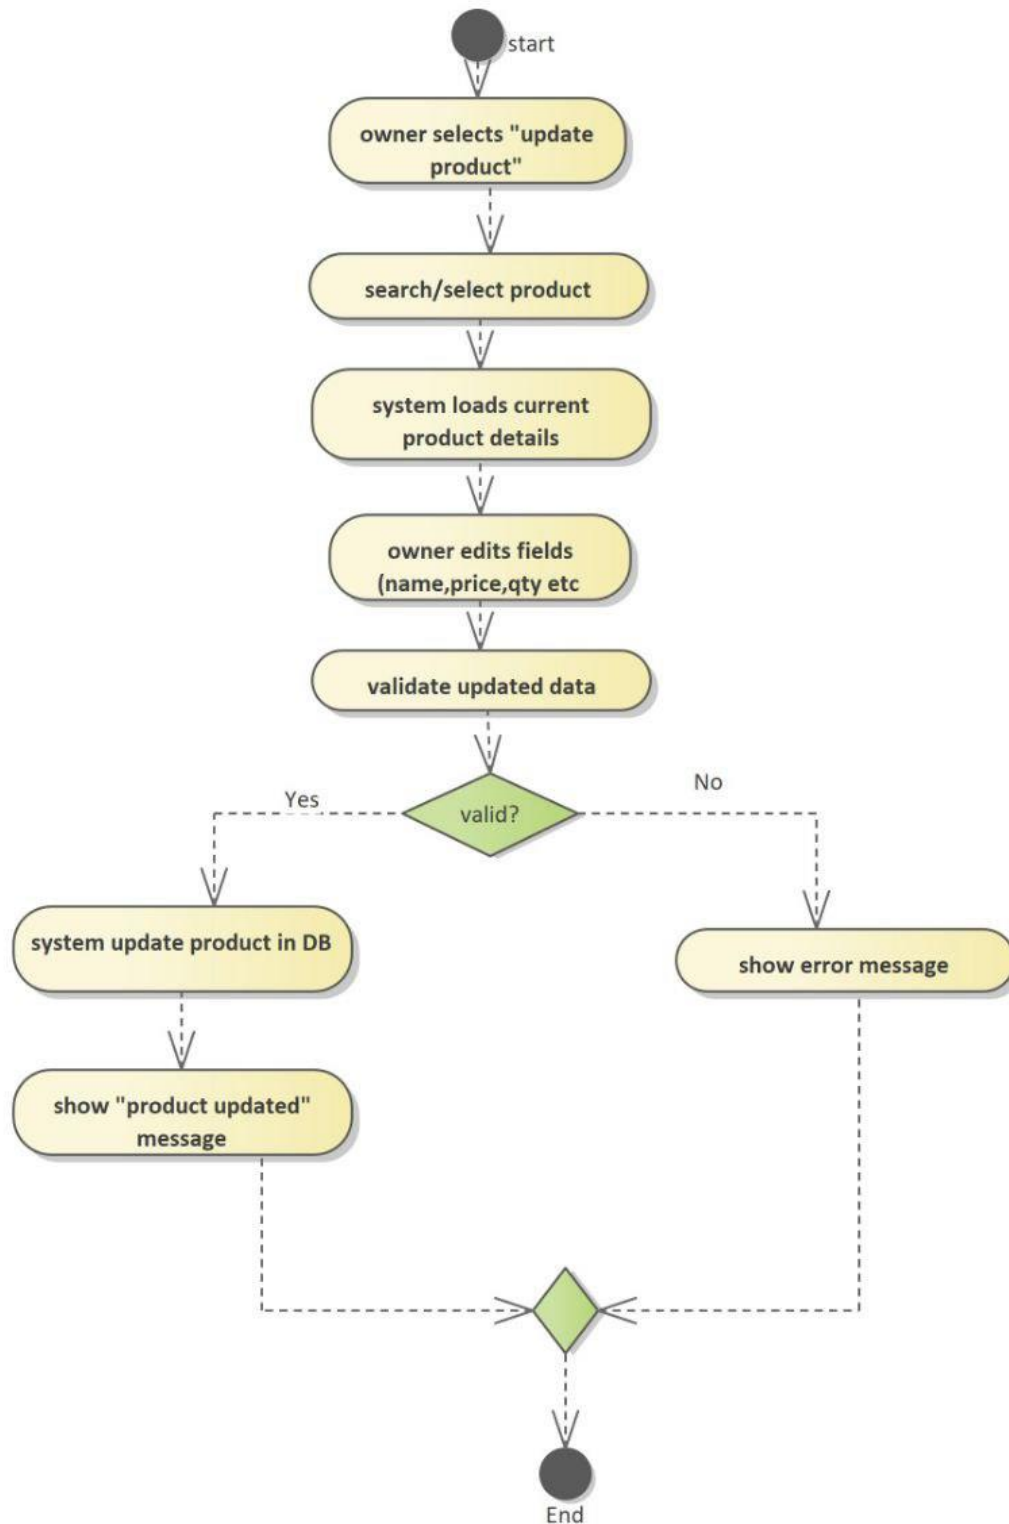 start
owner selects "update
product"
search/select product
system loads current
product details
owner edits fields
(name,price,qty etc
validate updated data
valid?
Yes
No
system update product in DB
show error message
show "product updated"
message
End